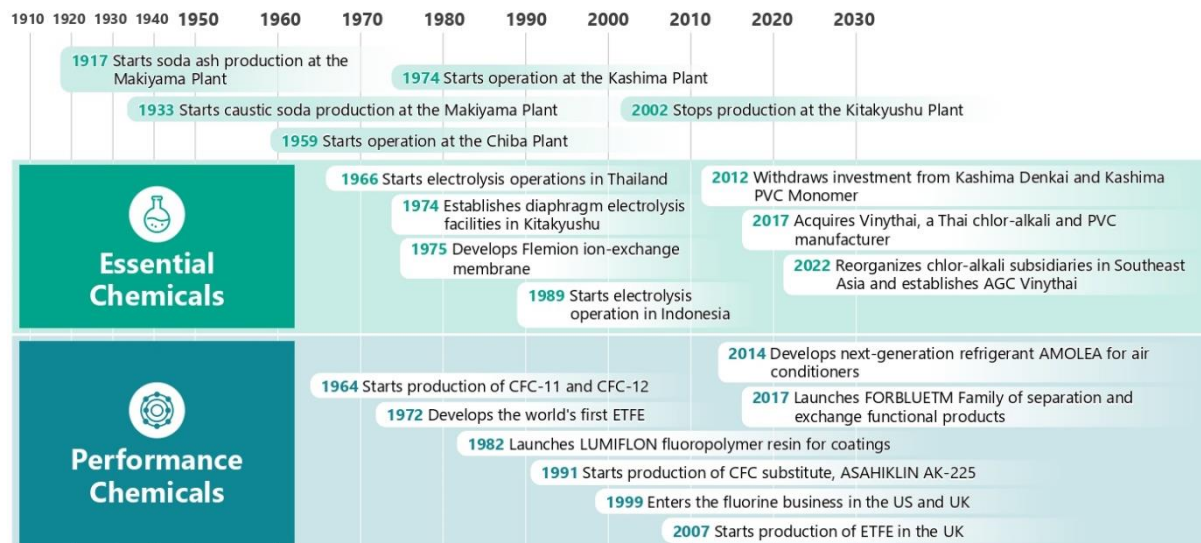 1910 1920 1930 1940 1950 1960 1970 1980 1990 2000 2010 2020 2030
1917 Starts soda ash production at the
Makiyama Plant
1974 Starts operation at the Kashima Plant
1933 Starts caustic soda production at the Makiyama Plant
2002 Stops production at the Kitakyushu Plant
1959 Starts operation at the Chiba Plant
Essential
Chemicals
1966 Starts electrolysis operations in Thailand
1974 Establishes diaphragm electrolysis
facilities in Kitakyushu
1975 Develops Flemion ion-exchange
membrane
1989 Starts electrolysis
operation in Indonesia
2012 Withdraws investment from Kashima Denkai and Kashima
PVC Monomer
2017 Acquires Vinythai, a Thai chlor-alkali and PVC
manufacturer
2022 Reorganizes chlor-alkali subsidiaries in Southeast
Asia and establishes AGC Vinythai
Performance
Chemicals
1964 Starts production of CFC-11 and CFC-12
1972 Develops the world's first ETFE
1982 Launches LUMIFLON fluoropolymer resin for coatings
1991 Starts production of CFC substitute, ASAHIKLIN AK-225
1999 Enters the fluorine business in the US and UK
2007 Starts production of ETFE in the UK
2014 Develops next-generation refrigerant AMOLEA for air
conditioners
2017 Launches FORBLUETM Family of separation and
exchange functional products